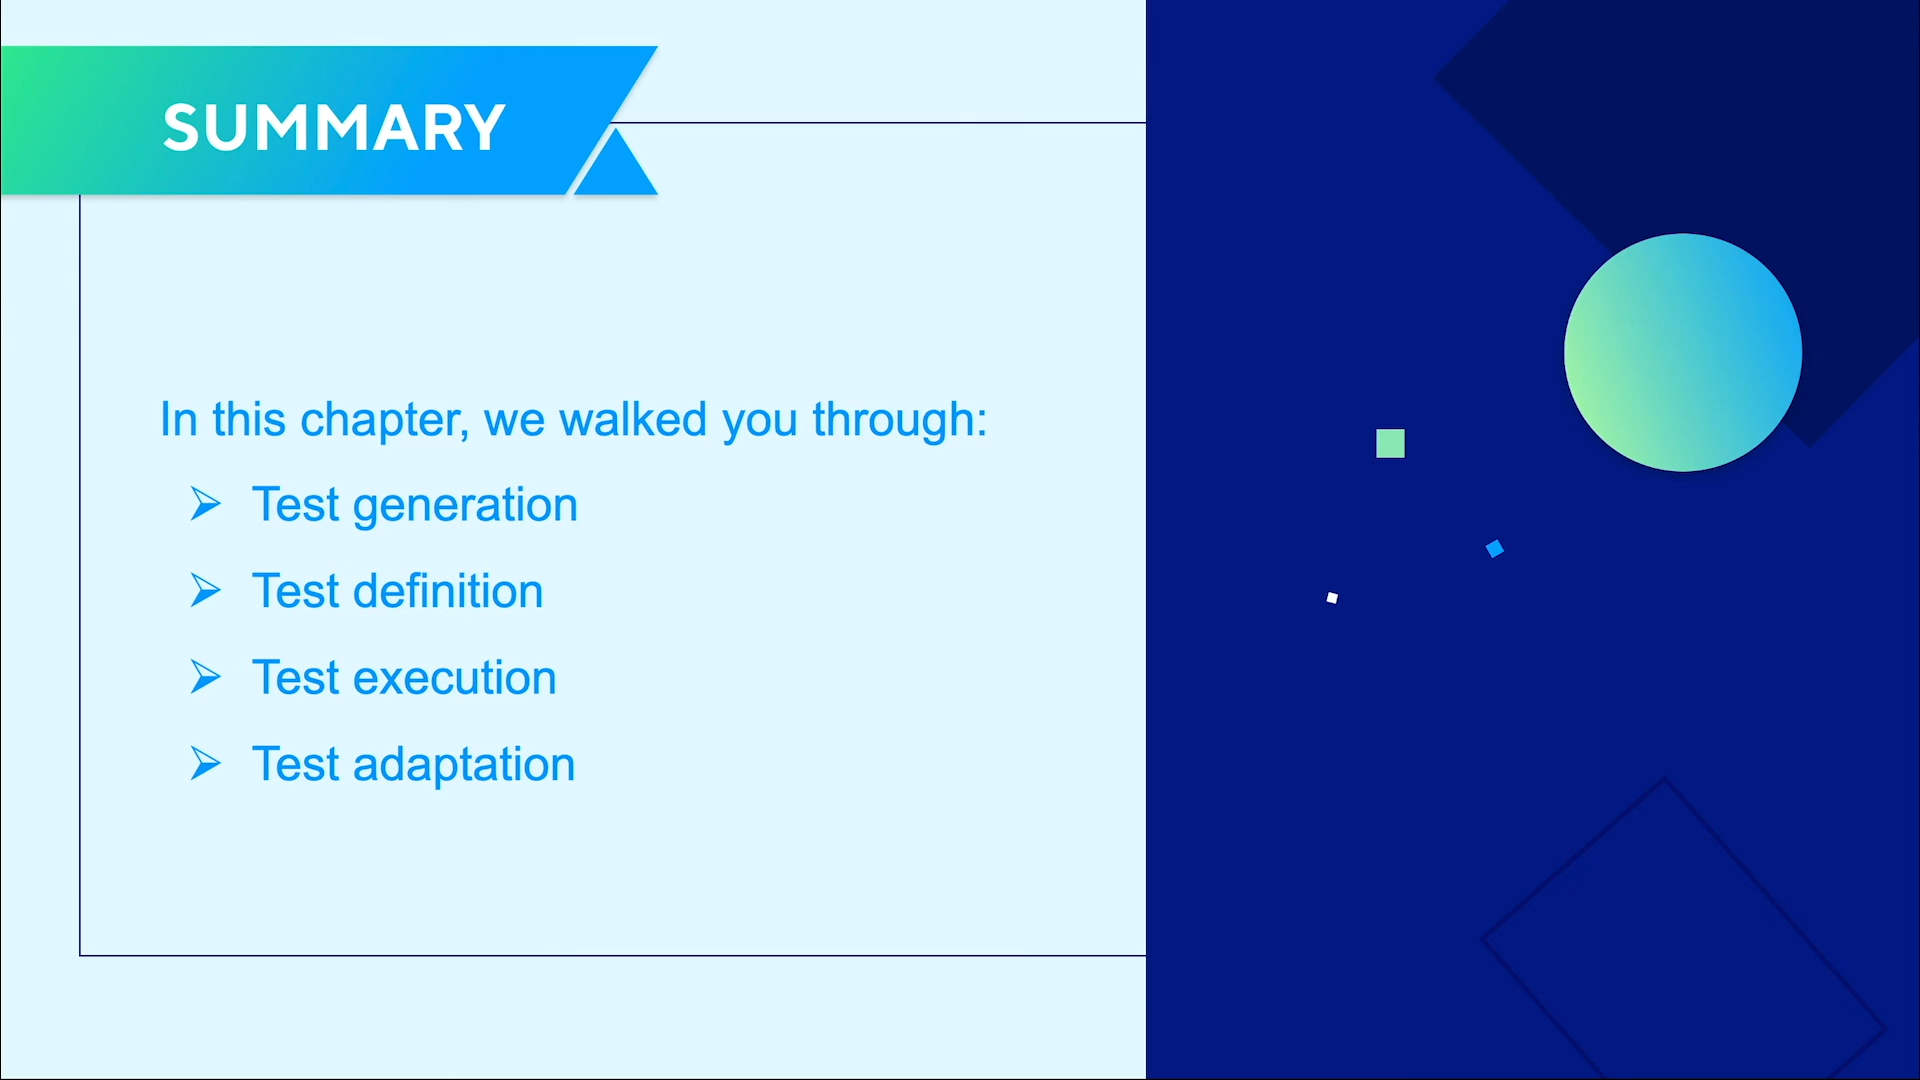 SUMMARY
In this chapter, we walked you through:
➢ Test generation
➢ Test definition
➢ Test execution
➢ Test adaptation